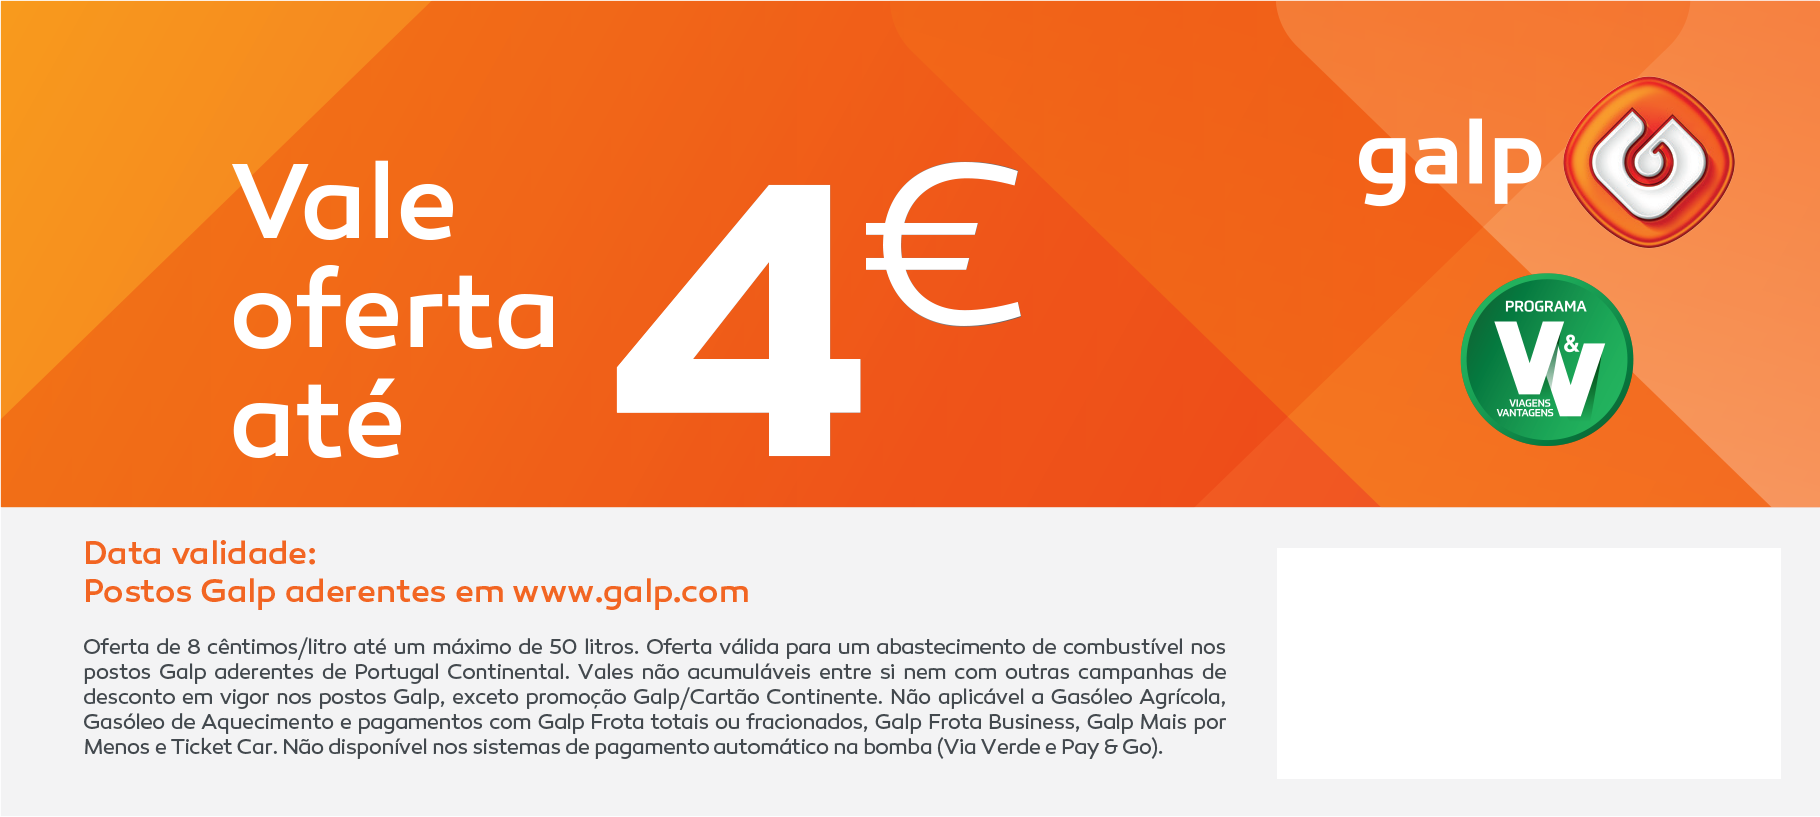 Vale
oferta
até
4€
galp
PROGRAMA
V&V
VIAGENS
VANTAGENS
Data validade:
Postos Galp aderentes em www.galp.com
Oferta de 8 cêntimos/litro até um máximo de 50 litros. Oferta válida para um abastecimento de combustível nos
postos Galp aderentes de Portugal Continental. Vales não acumuláveis entre si nem com outras campanhas de
desconto em vigor nos postos Galp, exceto promoção Galp/Cartão Continente. Não aplicável a Gasóleo Agrícola,
Gasóleo de Aquecimento e pagamentos com Galp Frota totais ou fracionados, Galp Frota Business, Galp Mais por
Menos e Ticket Car. Não disponível nos sistemas de pagamento automático na bomba (Via Verde e Pay & Go).